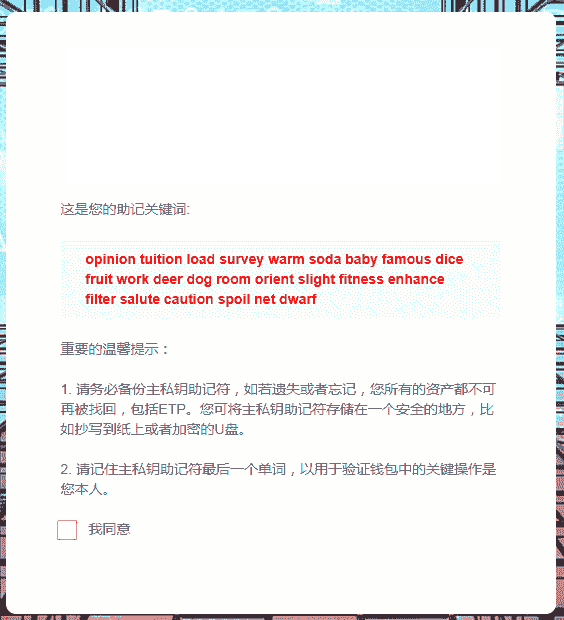 这是您的助记关键词:
opinion tuition load survey warm soda baby famous dice
fruit work deer dog room orient slight fitness enhance
filter salute caution spoil net dwarf
重要的温馨提示：
1. 请务必备份主私钥助记符，如若遗失或者忘记，您所有的资产都不可
再被找回，包括ETP。您可将主私钥助记符存储在一个安全的地方，比
如抄写到纸上或者加密的U盘。
2. 请记住主私钥助记符最后一个单词，以用于验证钱包中的关键操作是
您本人。
我同意